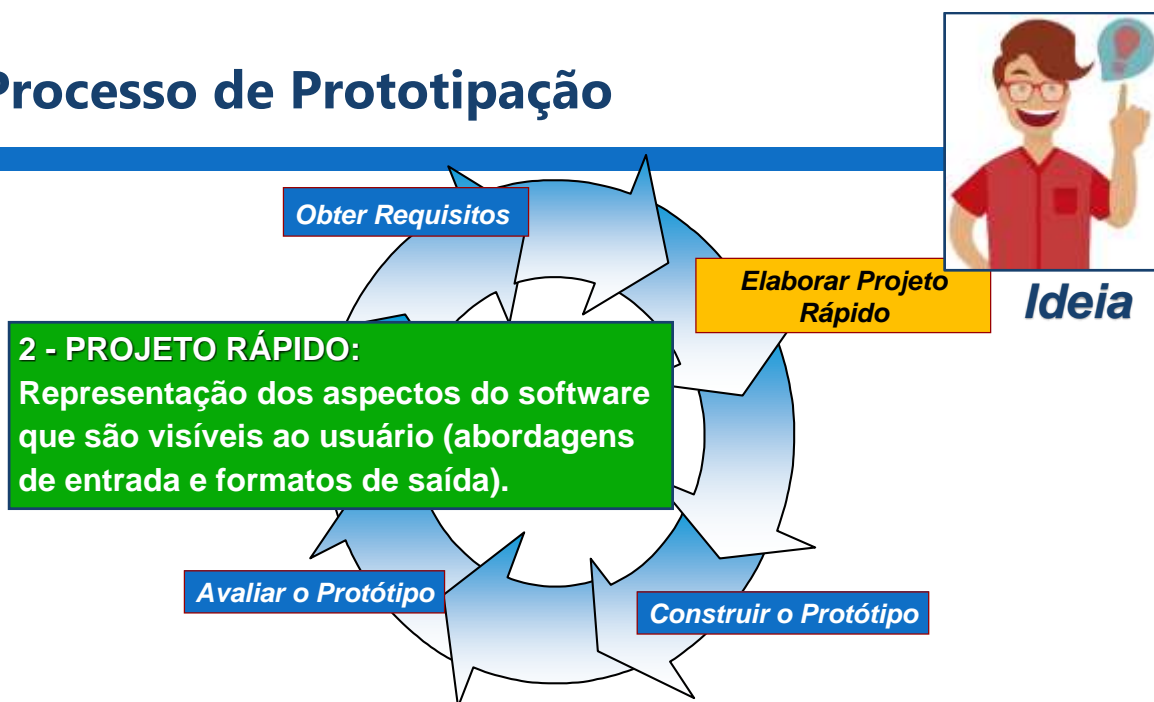 Processo de Prototipação
Obter Requisitos
Elaborar Projeto
Rápido
Ideia
2 - PROJETO RÁPIDO:
Representação dos aspectos do software
que são visíveis ao usuário (abordagens
de entrada e formatos de saída).
Avaliar o Protótipo
Construir o Protótipo